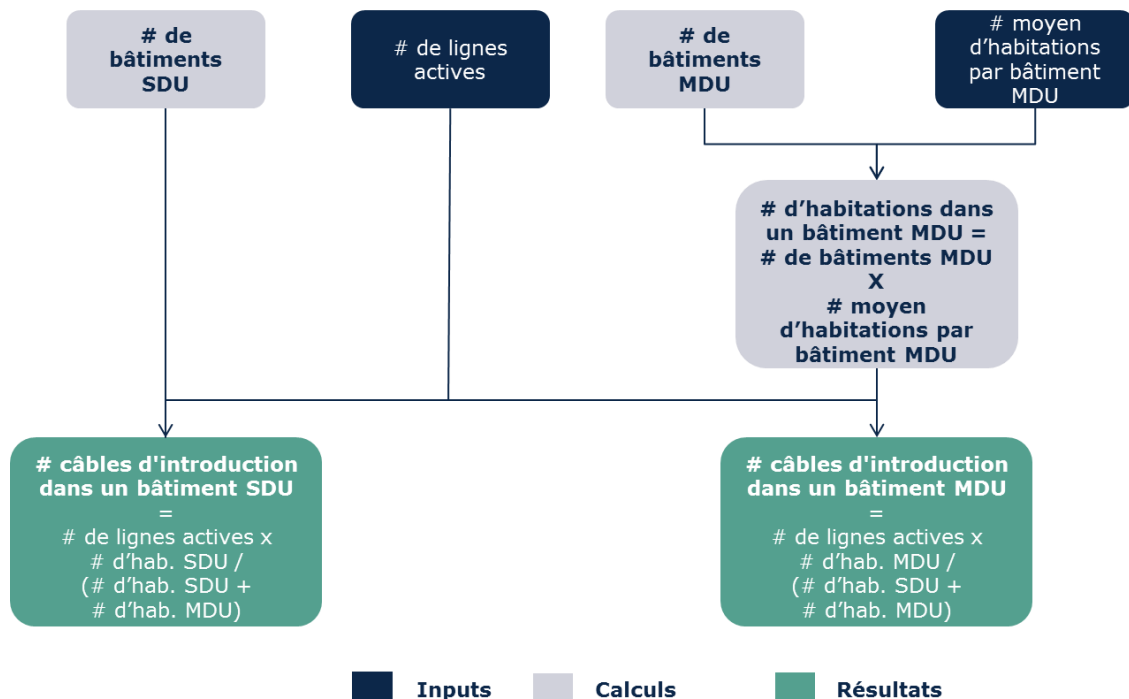 # de
bâtiments
SDU
# de lignes
actives
# de
bâtiments
MDU
# moyen
d'habitations
par bâtiment
MDU
# d'habitations dans
un bâtiment MDU =
# de bâtiments MDU
X
# moyen
d'habitations par
bâtiment MDU
# câbles d'introduction
dans un bâtiment SDU
=
# de lignes actives x
# d'hab. SDU /
(# d'hab. SDU +
# d'hab. MDU)
# câbles d'introduction
dans un bâtiment MDU
=
# de lignes actives x
# d'hab. MDU /
(# d'hab. SDU +
# d'hab. MDU)
Inputs
Calculs
Résultats